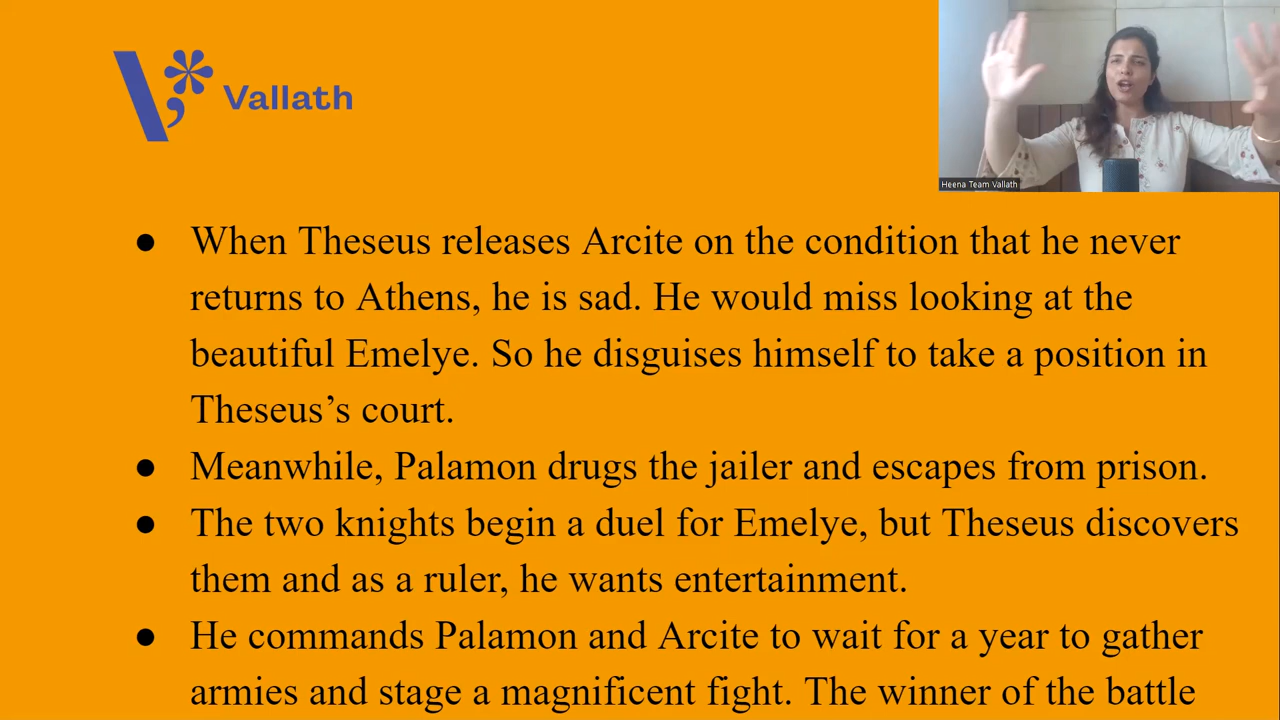 Vallath
Heena Team Vallath
● When Theseus releases Arcite on the condition that he never
returns to Athens, he is sad. He would miss looking at the
beautiful Emelye. So he disguises himself to take a position in
Theseus’s court.
● Meanwhile, Palamon drugs the jailer and escapes from prison.
● The two knights begin a duel for Emelye, but Theseus discovers
them and as a ruler, he wants entertainment.
● He commands Palamon and Arcite to wait for a year to gather
armies and stage a magnificent fight. The winner of the battle